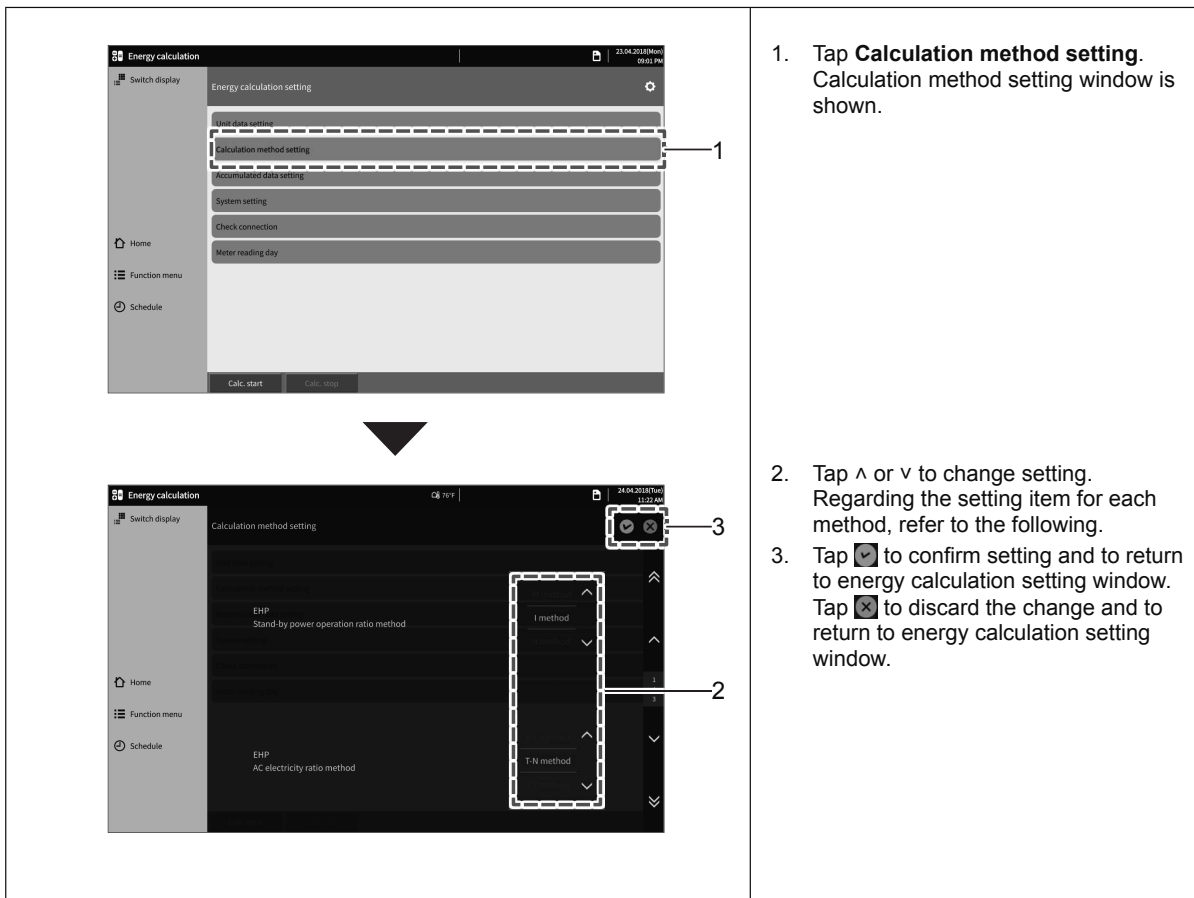 Energy calculation
23.04.2018(Mon)
09:01 PM
Switch display
Energy calculation setting
Unit data setting
Calculation method setting
1
Accumulated data setting
System setting
Check connection
Home
Meter reading day
Function menu
Schedule
Calc. start
Calc. stop
Energy calculation
76°F
24.04.2018(Tue)
11:22 AM
Switch display
Calculation method setting
3
EHP
Stand-by power operation ratio method
I method
Home
1
3
2
Function menu
Schedule
EHP
AC electricity ratio method
T-N method
1. Tap Calculation method setting.
Calculation method setting window is
shown.
2. Tap ˄ or ˅ to change setting.
Regarding the setting item for each
method, refer to the following.
3. Tap to confirm setting and to return
to energy calculation setting window.
Tap to discard the change and to
return to energy calculation setting
window.